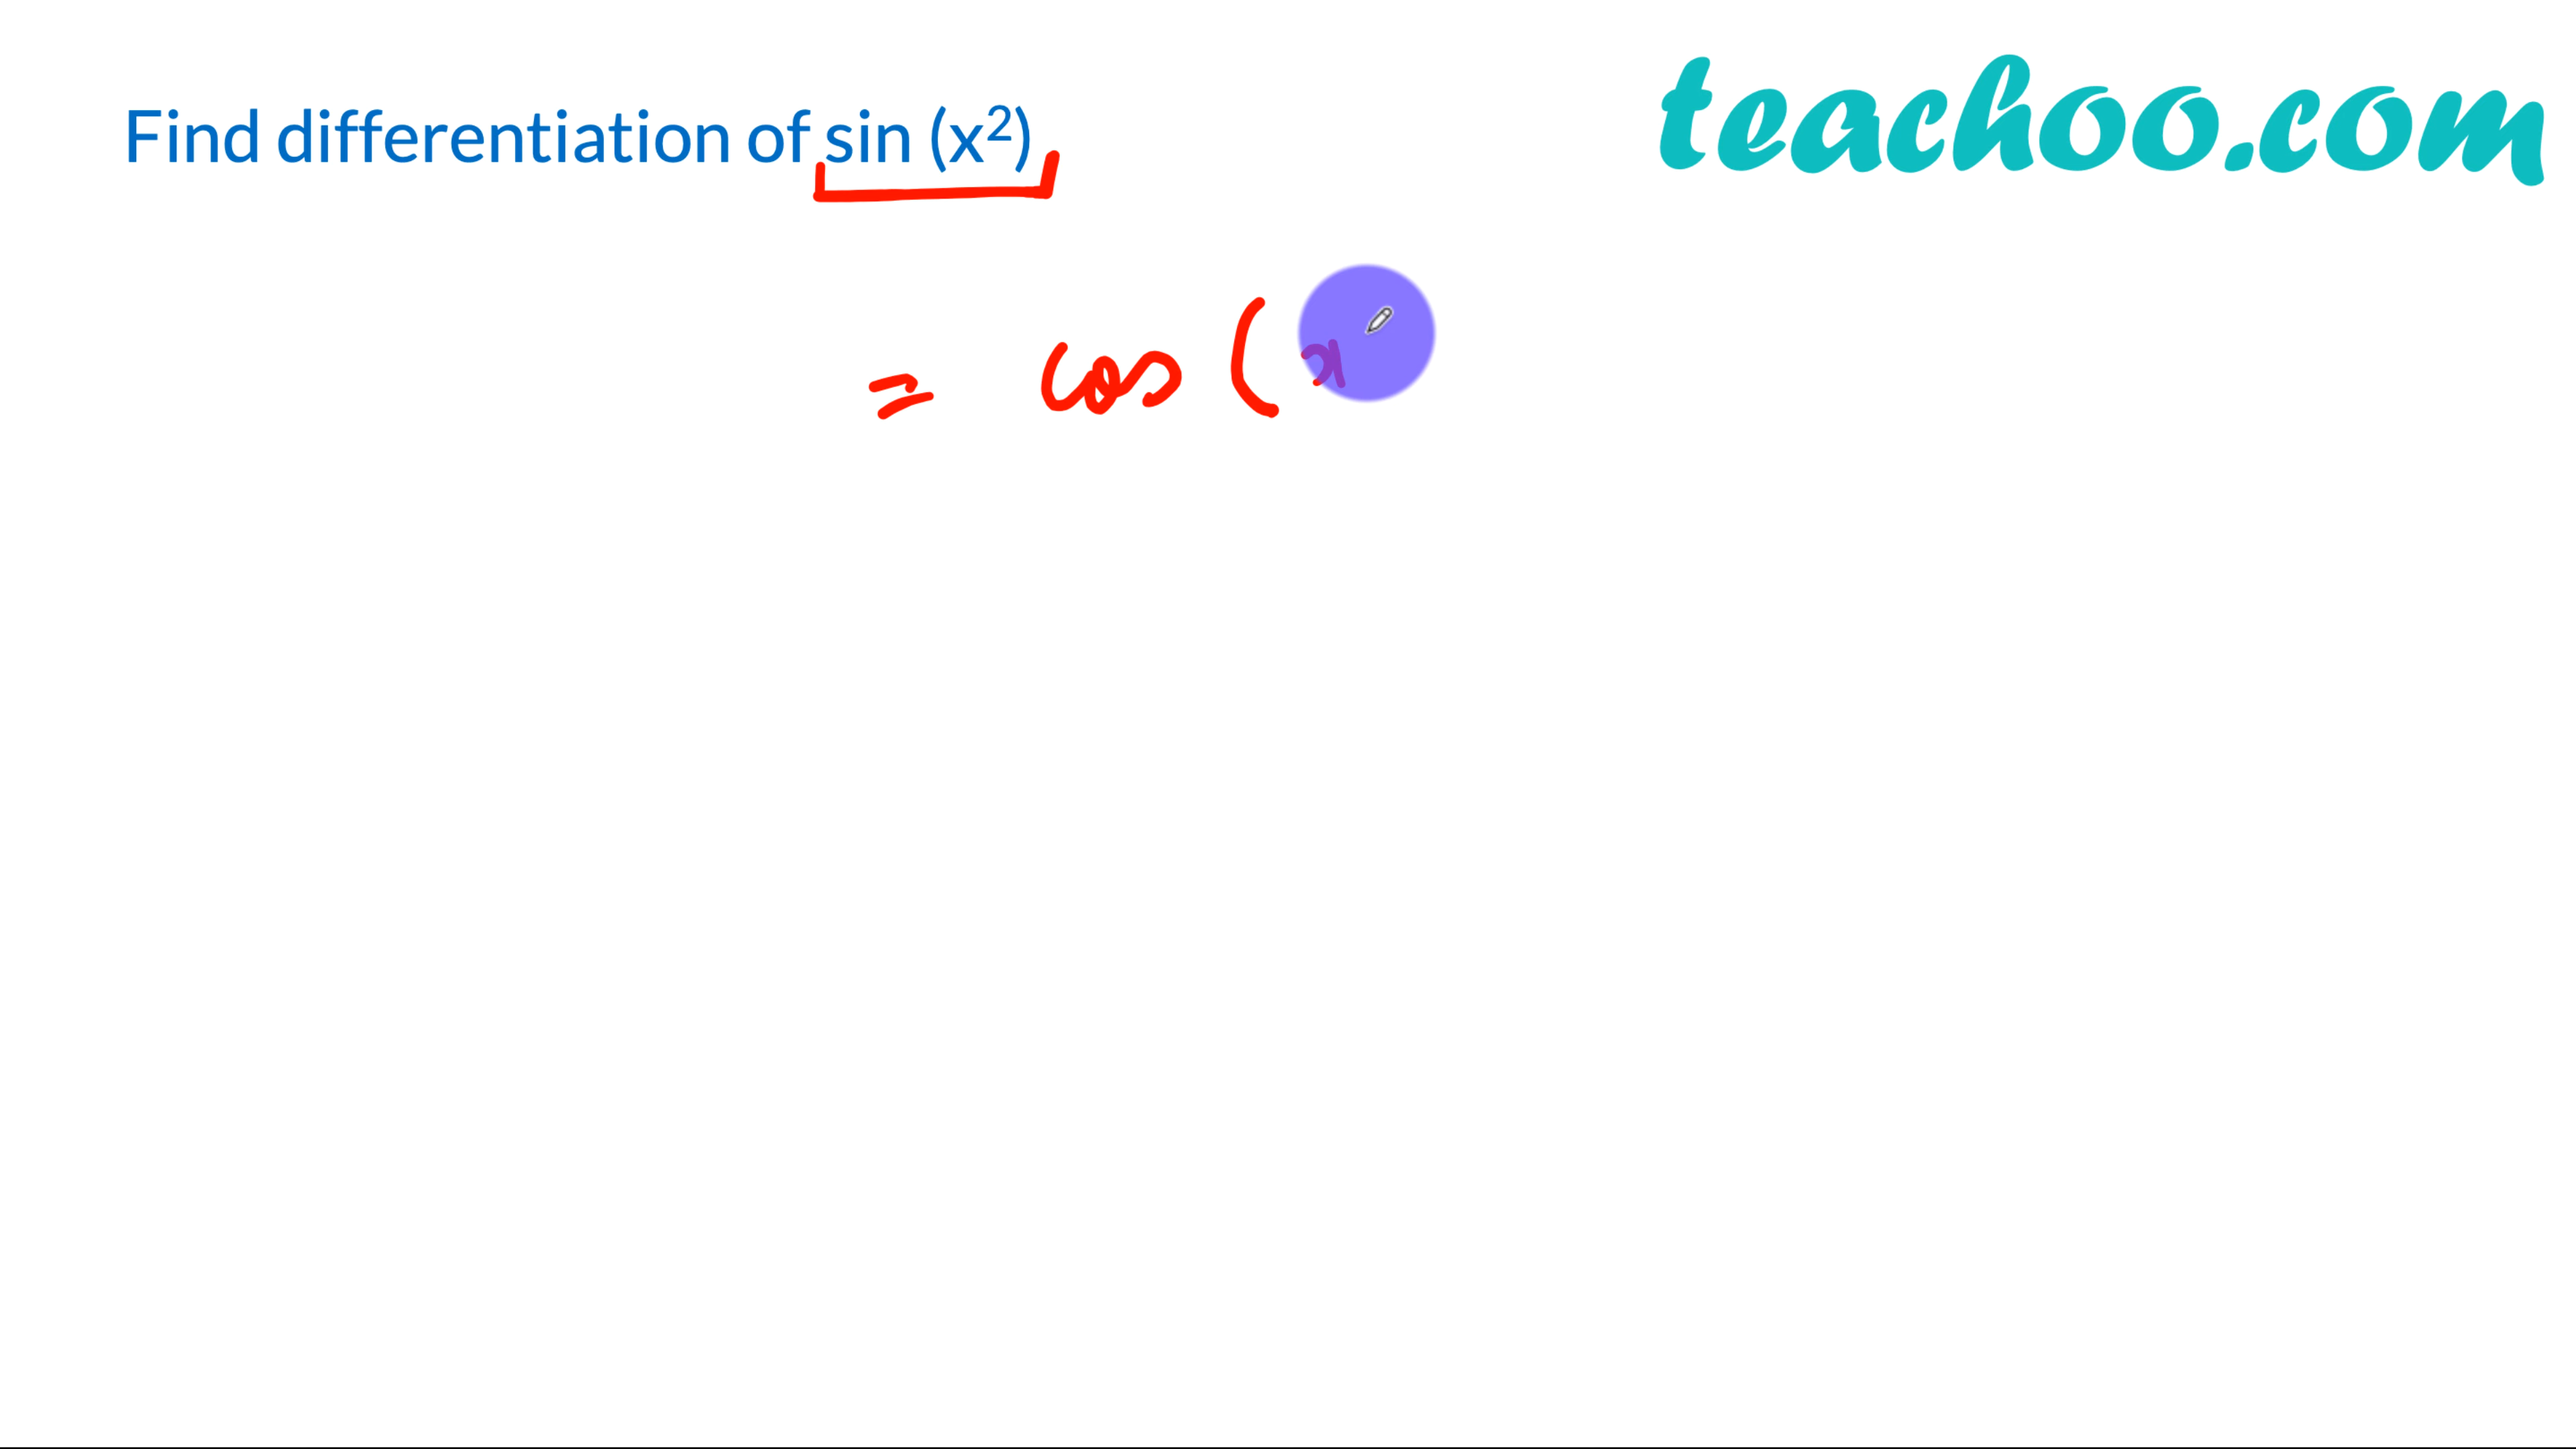 Find differentiation of sin (x²) teachoo.com
= cos (x